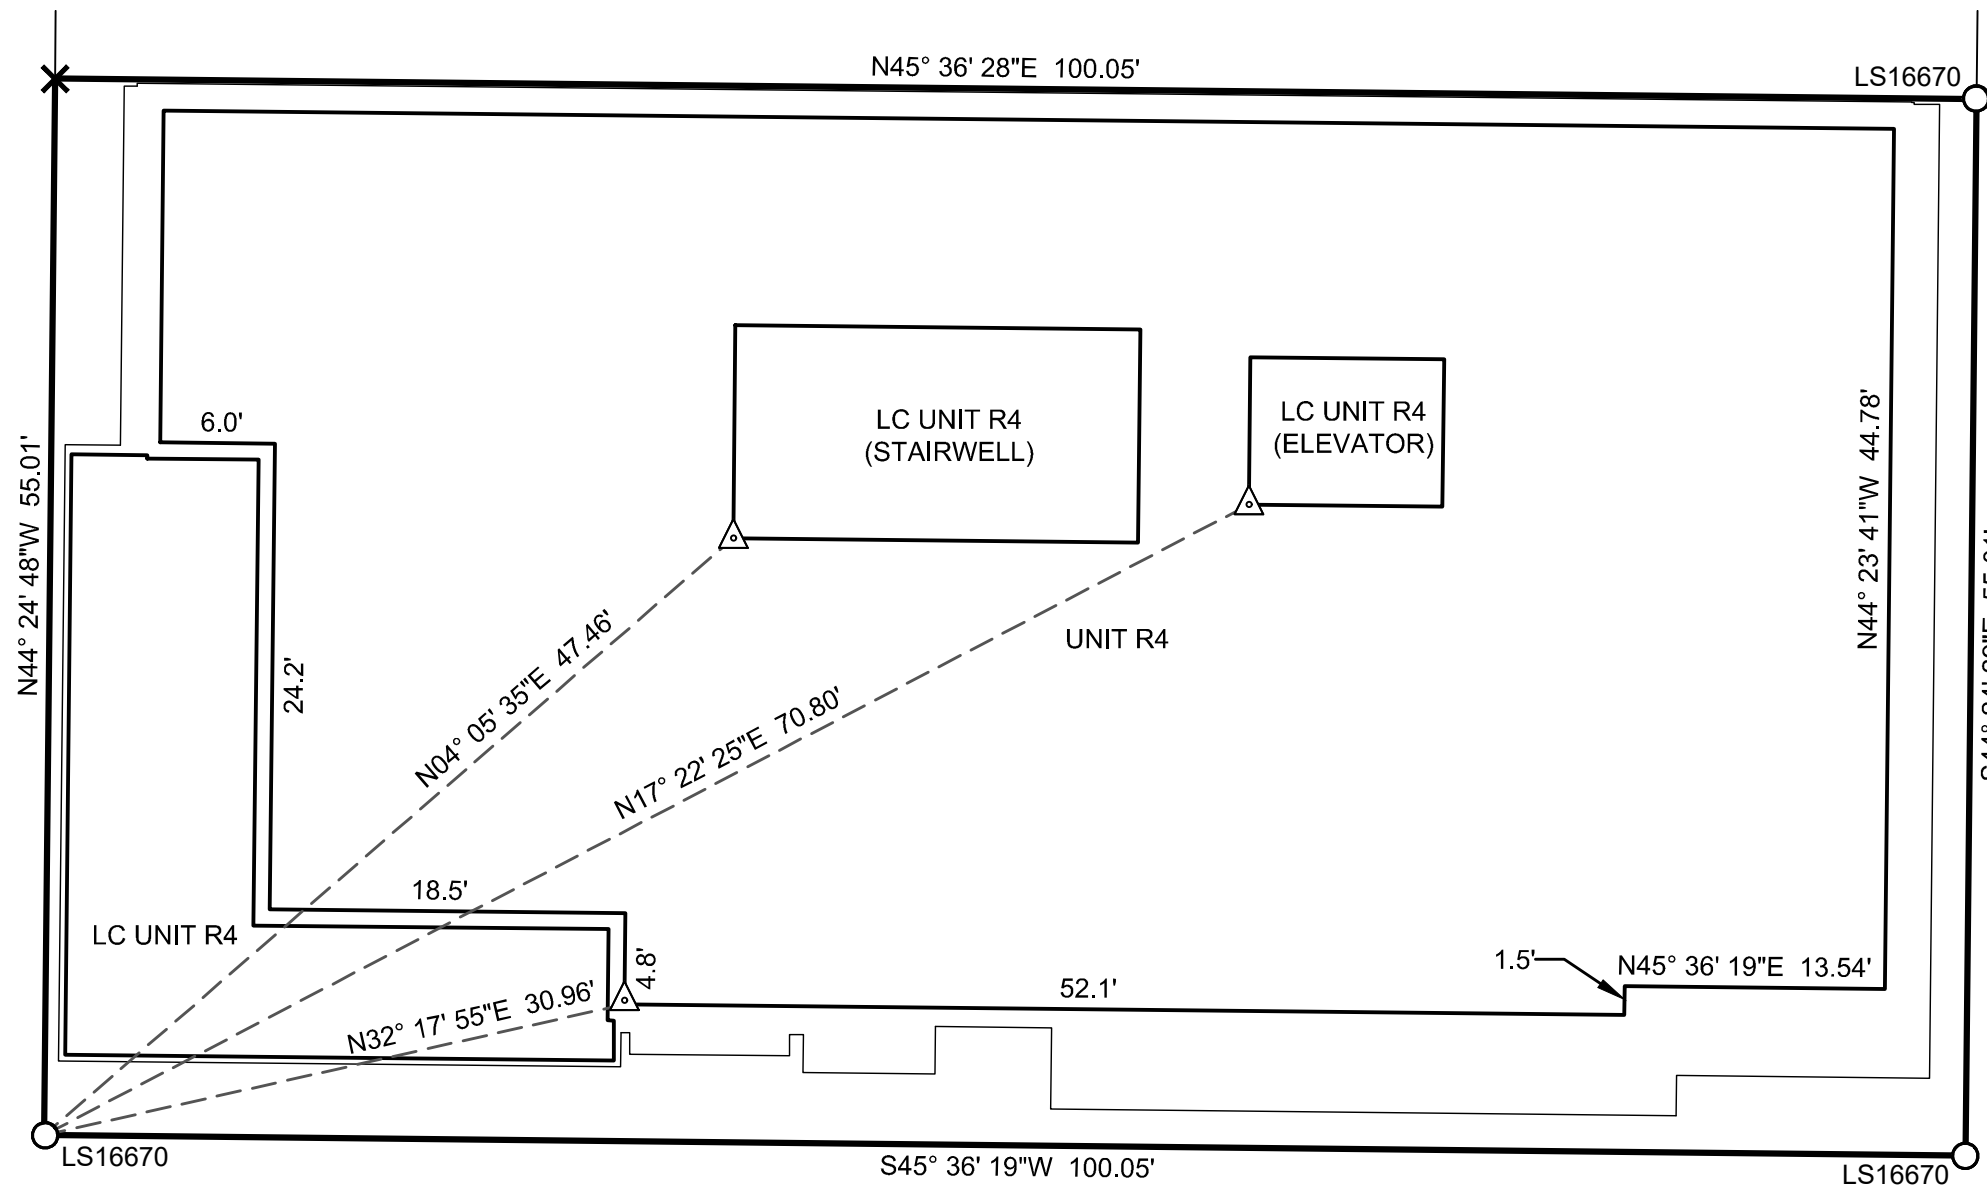 N45° 36' 28"E 100.05'
LS16670
6.0'
LC UNIT R4
(STAIRWELL)
LC UNIT R4
(ELEVATOR)
N44° 24' 48"W 55.01'
N44° 23' 41"W 44.78'
24.2'
N04° 05' 35"E 47.46'
N17° 22' 25"E 70.80'
UNIT R4
18.5'
LC UNIT R4
4.8'
N32° 17' 55"E 30.96'
52.1'
1.5'
N45° 36' 19"E 13.54'
LS16670
S45° 36' 19"W 100.05'
LS16670